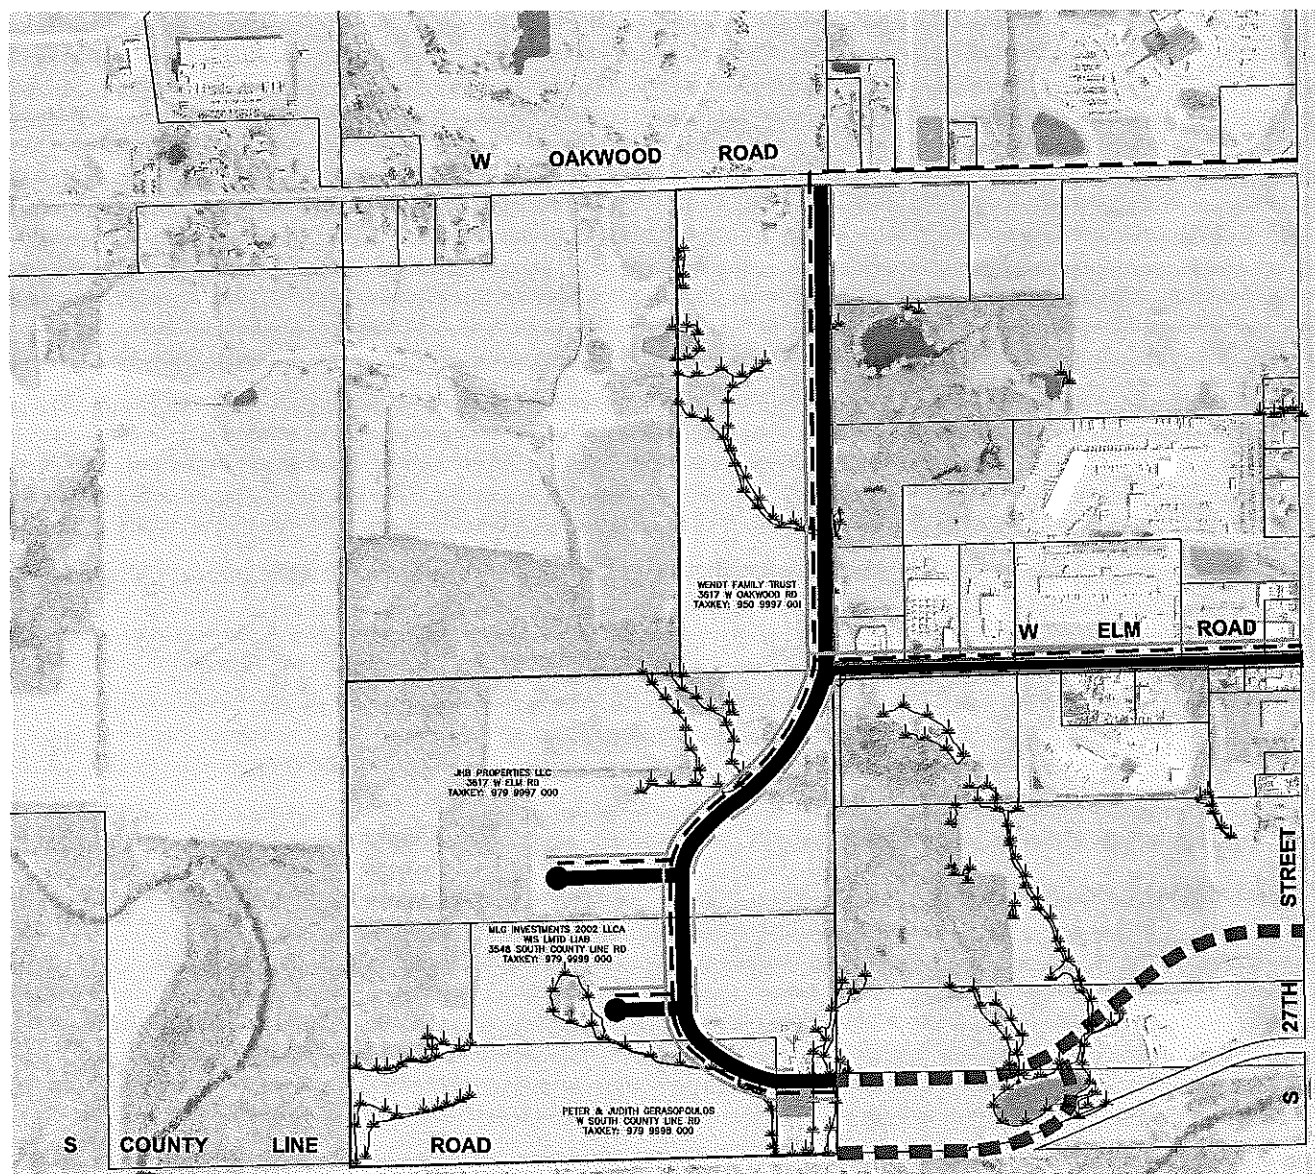 W OAKWOOD ROAD
WENDT FAMILY TRUST
3617 W OAKWOOD RD
TAXKEY: 950 9997 001
W ELM ROAD
JHB PROPERTIES LLC
3617 W ELM RD
TAXKEY: 979 9997 000
S 27TH STREET
MLG INVESTMENTS 2002 LLCA
WIS LMTD LIAB
3548 SOUTH COUNTY LINE RD
TAXKEY: 979 9999 000
PETER & JUDITH GERASOPOULOS
W SOUTH COUNTY LINE RD
TAXKEY: 979 9998 000
S COUNTY LINE ROAD